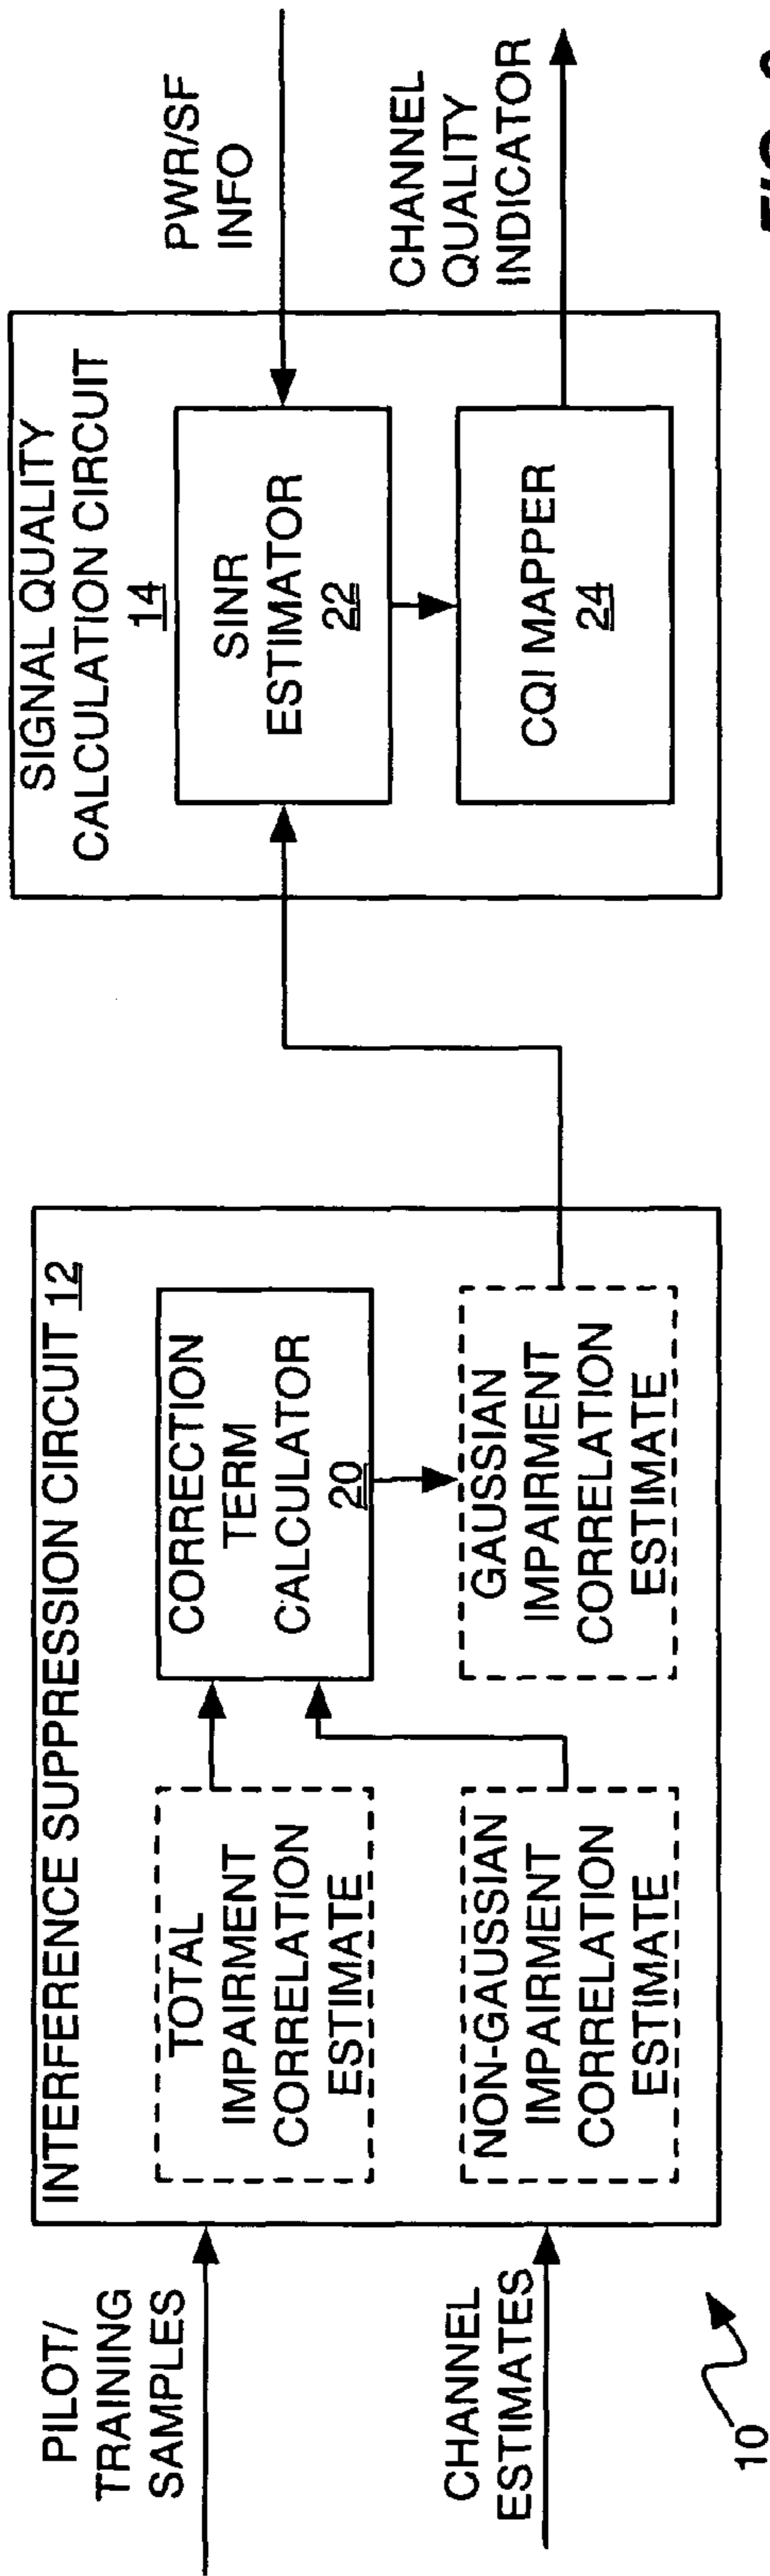 PILOT/
TRAINING
SAMPLES
CHANNEL
ESTIMATES
10
INTERFERENCE SUPPRESSION CIRCUIT 12
TOTAL
IMPAIRMENT
CORRELATION
ESTIMATE
NON-GAUSSIAN
IMPAIRMENT
CORRELATION
ESTIMATE
CORRECTION
TERM
CALCULATOR
20
GAUSSIAN
IMPAIRMENT
CORRELATION
ESTIMATE
SIGNAL QUALITY
CALCULATION CIRCUIT
14
SINR
ESTIMATOR
22
CQI MAPPER
24
PWR/SF
INFO
CHANNEL
QUALITY
INDICATOR
FIG.